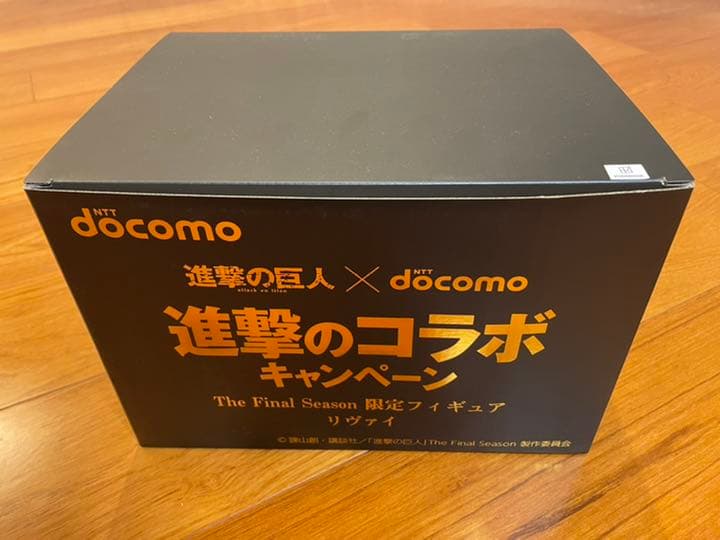 NTT
docomo
進撃の巨人 × NTT docomo
attack on titan
進撃のコラボ
キャンペーン
The Final Season 限定フィギュア
リヴァイ
©諫山創・講談社/「進撃の巨人」The Final Season 製作委員会